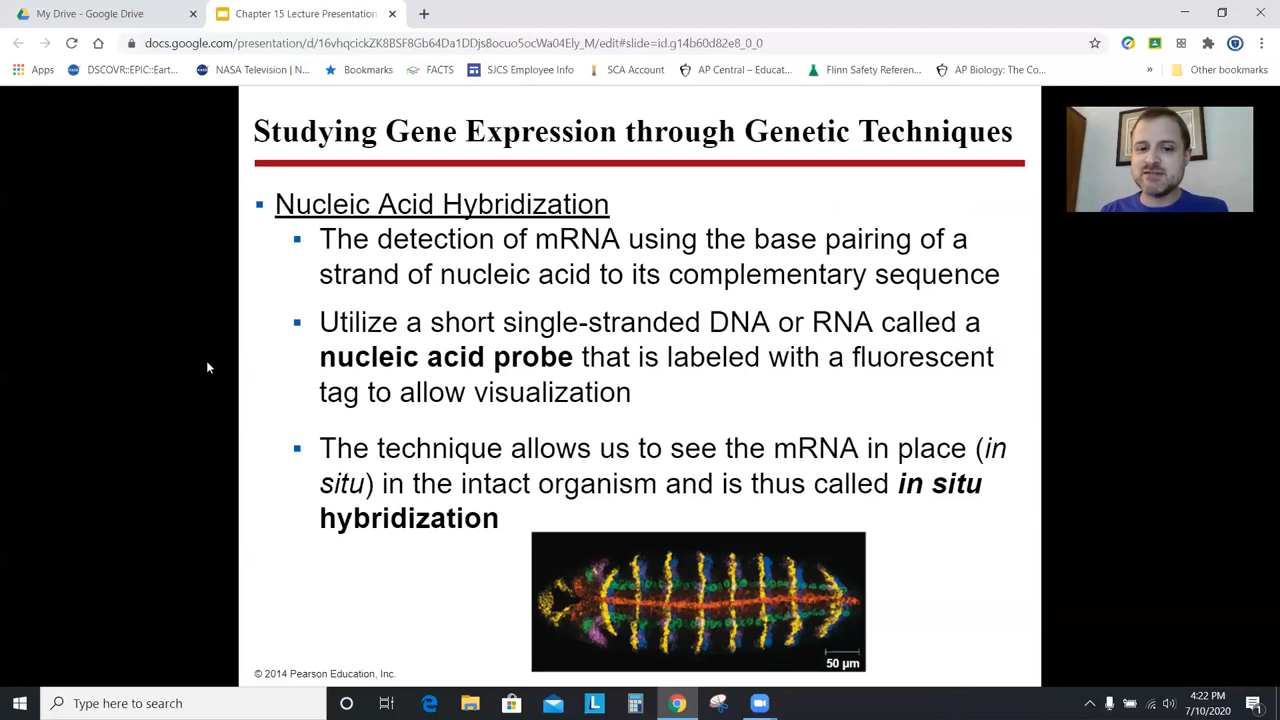 My Drive - Google Drive
Chapter 15 Lecture Presentation
docs.google.com/presentation/d/16vhqcickZK8BSF8GF64D1EDDjs8ocuo5ocWa04Ely_M/edit#slide=id.g14b60d82e8_0_0
Apps
DSCOVR::EPIC::Eart...
NASA Television | N...
Bookmarks
FACTS
SJCS Employee Info
SCA Account
AP Central – Educat...
Flinn Safety Referen...
AP Biology: The Co...
»
Other bookmarks
Studying Gene Expression through Genetic Techniques
▪ Nucleic Acid Hybridization
▪ The detection of mRNA using the base pairing of a
strand of nucleic acid to its complementary sequence
▪ Utilize a short single-stranded DNA or RNA called a
nucleic acid probe that is labeled with a fluorescent
tag to allow visualization
▪ The technique allows us to see the mRNA in place (in
situ) in the intact organism and is thus called in situ
hybridization
50 µm
© 2014 Pearson Education, Inc.
Type here to search
4:22 PM
7/10/2020